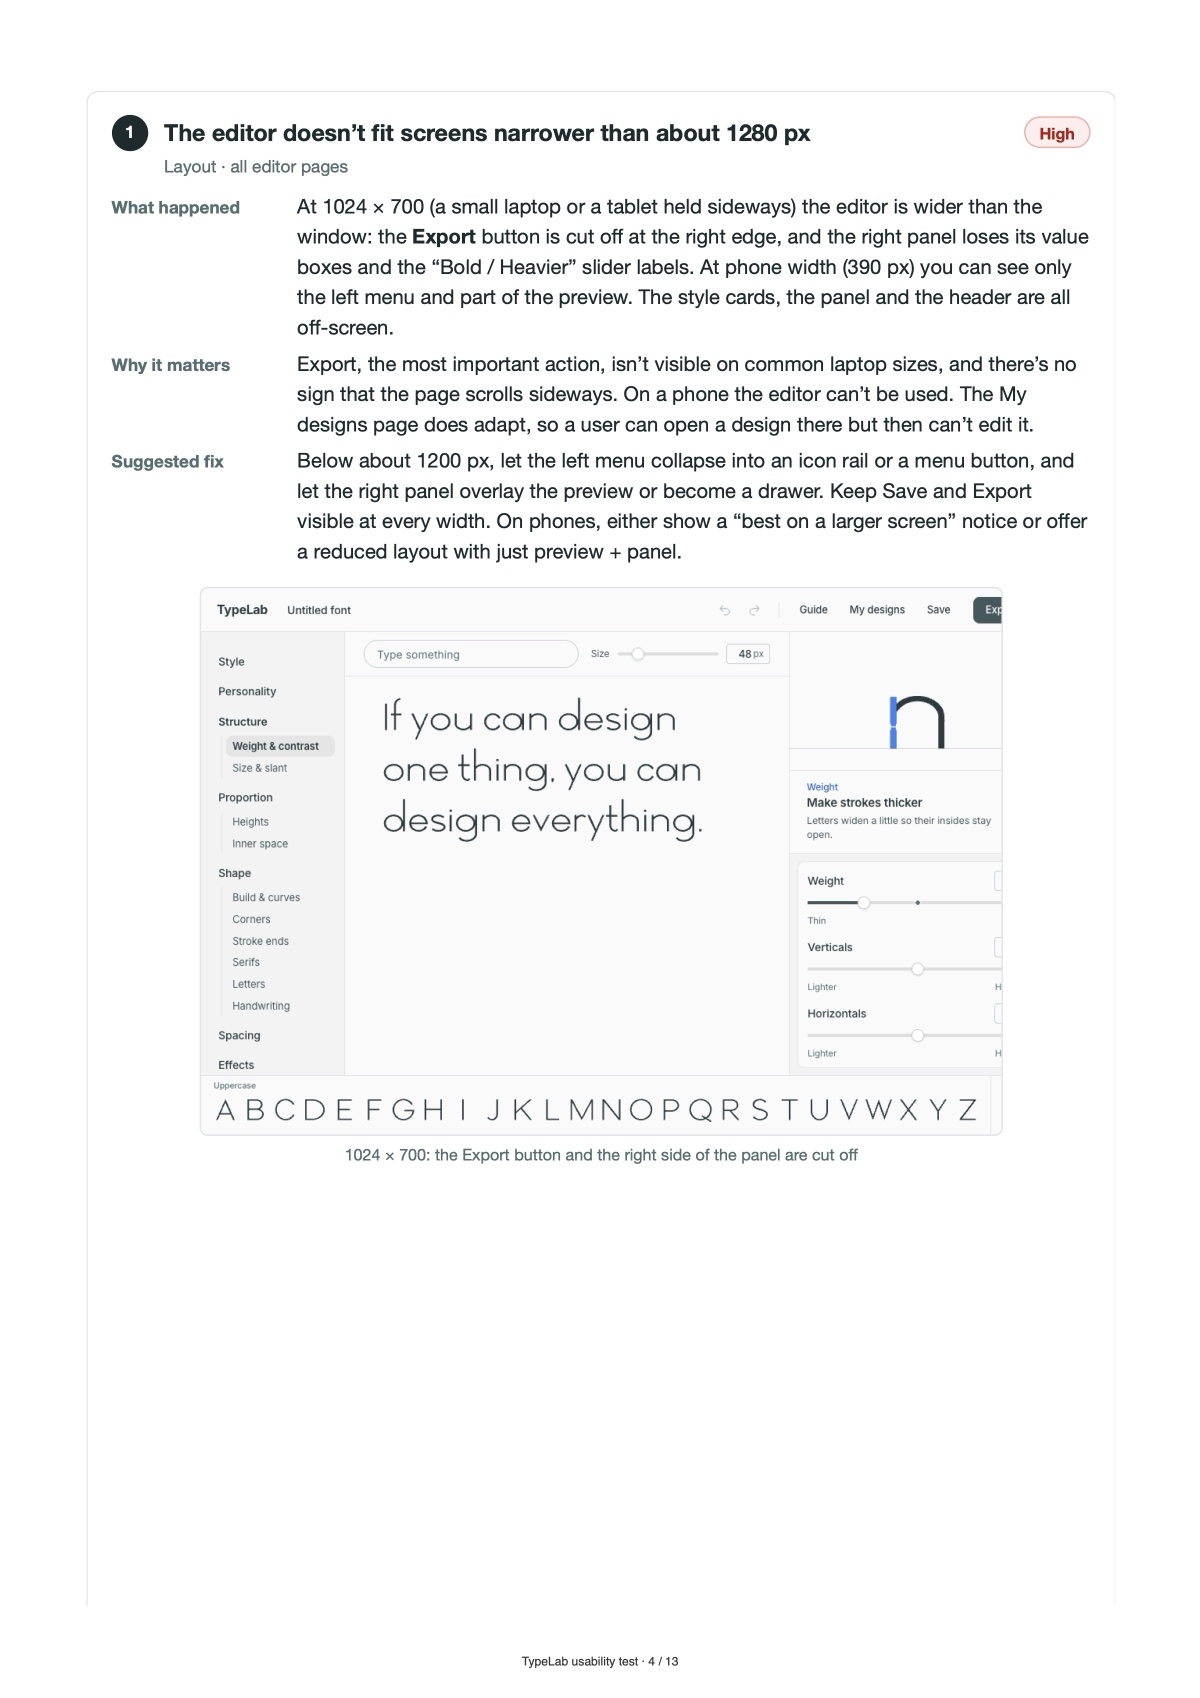 1
The editor doesn’t fit screens narrower than about 1280 px
High
Layout · all editor pages
What happened
At 1024 × 700 (a small laptop or a tablet held sideways) the editor is wider than the
window: the Export button is cut off at the right edge, and the right panel loses its value
boxes and the “Bold / Heavier” slider labels. At phone width (390 px) you can see only
the left menu and part of the preview. The style cards, the panel and the header are all
off-screen.
Why it matters
Export, the most important action, isn’t visible on common laptop sizes, and there’s no
sign that the page scrolls sideways. On a phone the editor can’t be used. The My
designs page does adapt, so a user can open a design there but then can’t edit it.
Suggested fix
Below about 1200 px, let the left menu collapse into an icon rail or a menu button, and
let the right panel overlay the preview or become a drawer. Keep Save and Export
visible at every width. On phones, either show a “best on a larger screen” notice or offer
a reduced layout with just preview + panel.
TypeLab Untitled font Guide My designs Save Exp
Style
Personality
Structure
Weight & contrast
Size & slant
Proportion
Heights
Inner space
Shape
Build & curves
Corners
Stroke ends
Serifs
Letters
Handwriting
Spacing
Effects
Type something Size 48 px
If you can design
one thing, you can
design everything.
n
Weight
Make strokes thicker
Letters widen a little so their insides stay
open.
Weight
Thin
Verticals
Lighter H
Horizontals
Lighter H
Uppercase
A B C D E F G H I J K L M N O P Q R S T U V W X Y Z
1024 × 700: the Export button and the right side of the panel are cut off
TypeLab usability test · 4 / 13